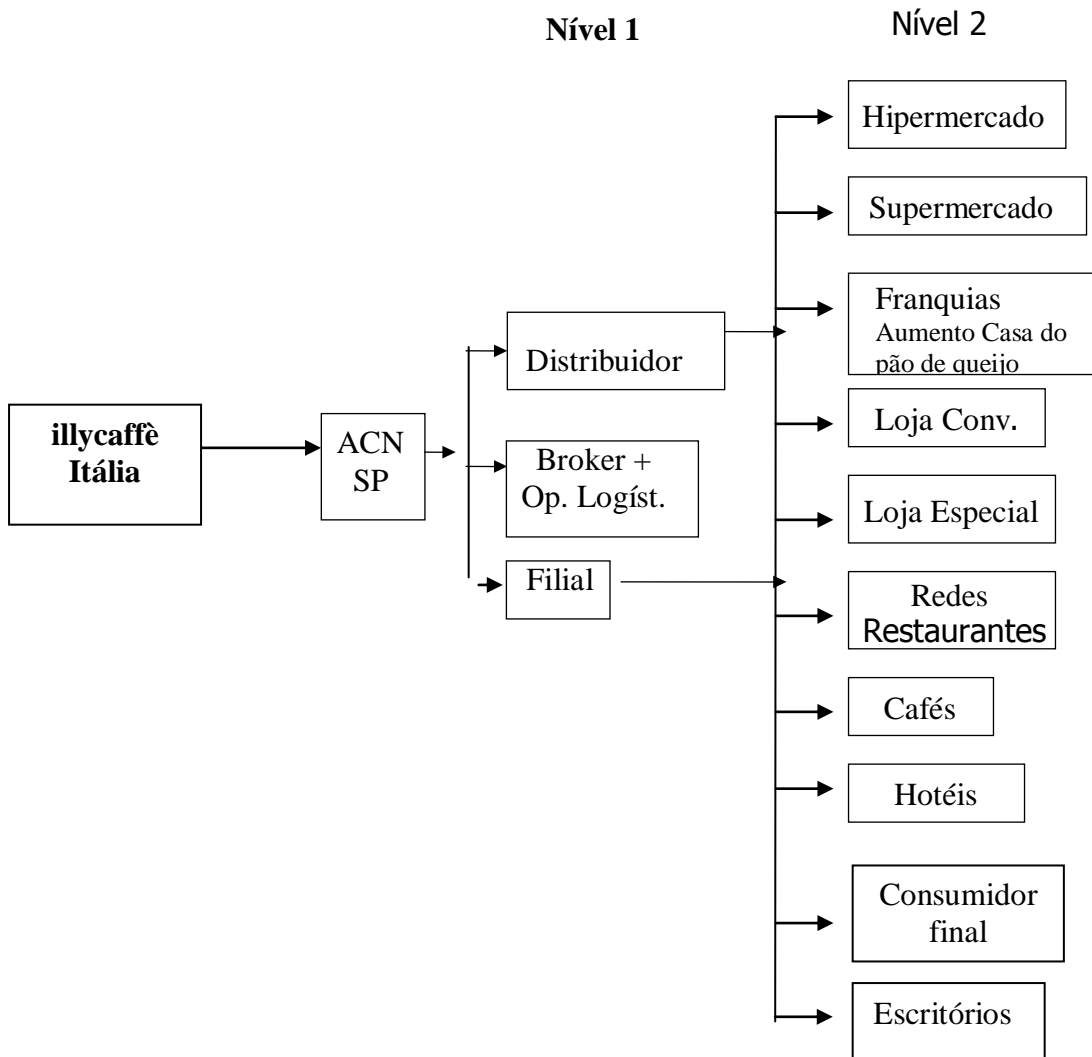 Nível 1
Nível 2
illycaffè
Itália
ACN
SP
Distribuidor
Broker +
Op. Logíst.
Filial
Hipermercado
Supermercado
Franquias
Aumento Casa do
pão de queijo
Loja Conv.
Loja Especial
Redes
Restaurantes
Cafés
Hotéis
Consumidor
final
Escritórios